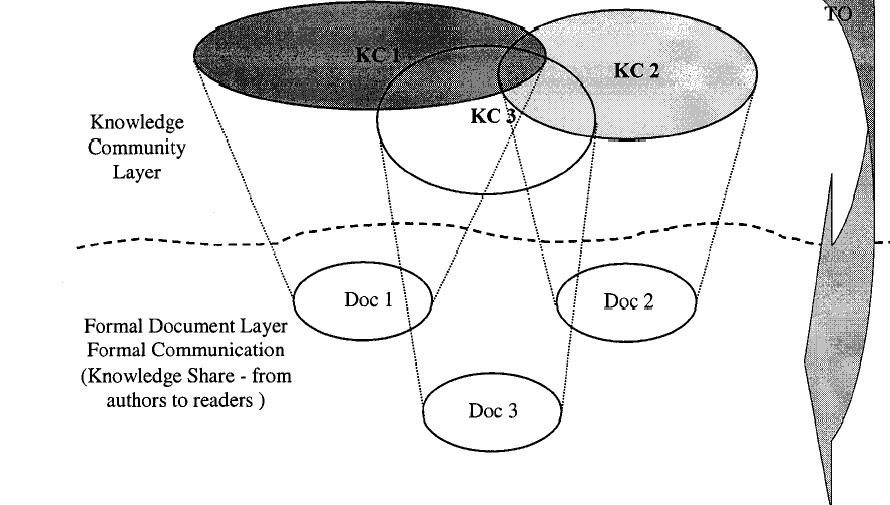 TO
KC 1
KC 2
KC 3
Knowledge
Community
Layer
Doc 1
Doc 2
Formal Document Layer
Formal Communication
(Knowledge Share - from
authors to readers )
Doc 3